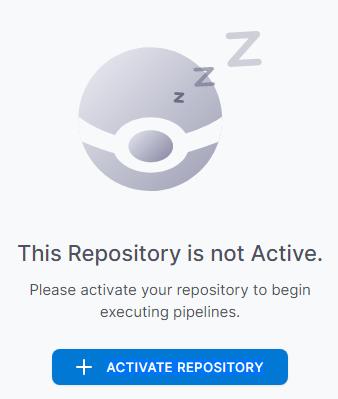 Z
Z
Z
This Repository is not Active.
Please activate your repository to begin
executing pipelines.
+ ACTIVATE REPOSITORY